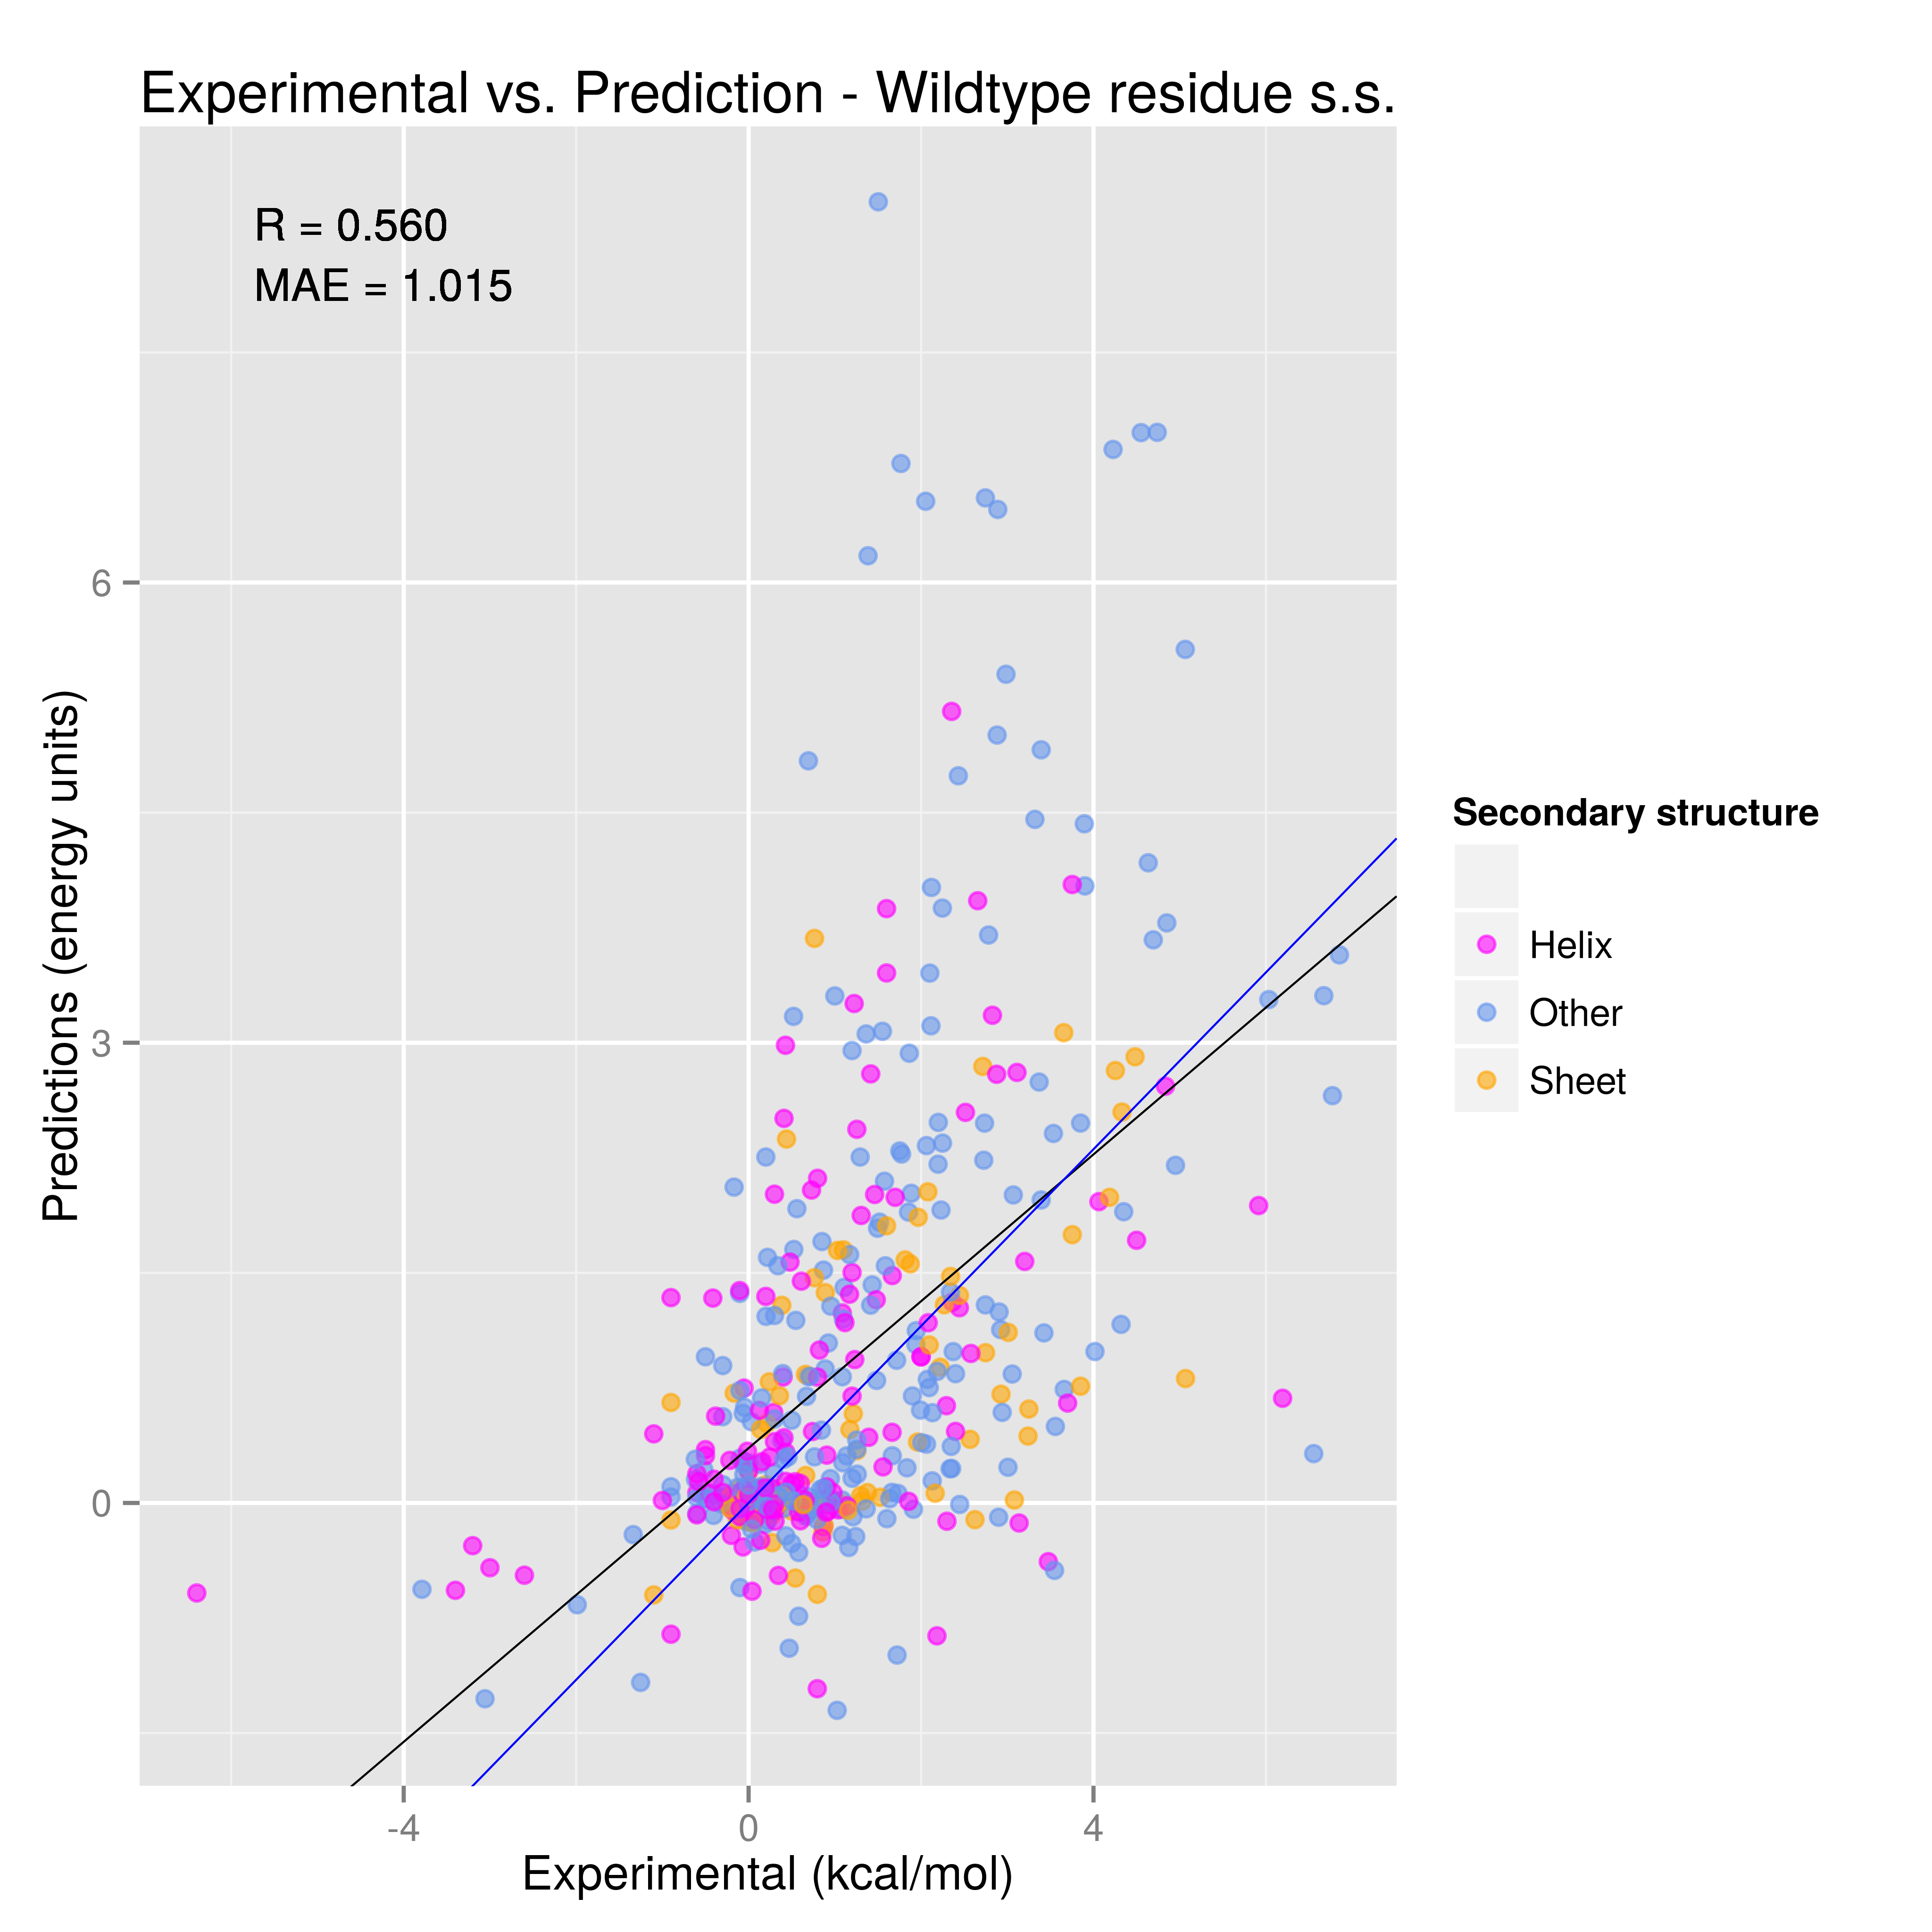 Experimental vs. Prediction - Wildtype residue s.s.
R = 0.560
MAE = 1.015
Predictions (energy units)
6
3
0
-4
0
4
Experimental (kcal/mol)
Secondary structure
Helix
Other
Sheet